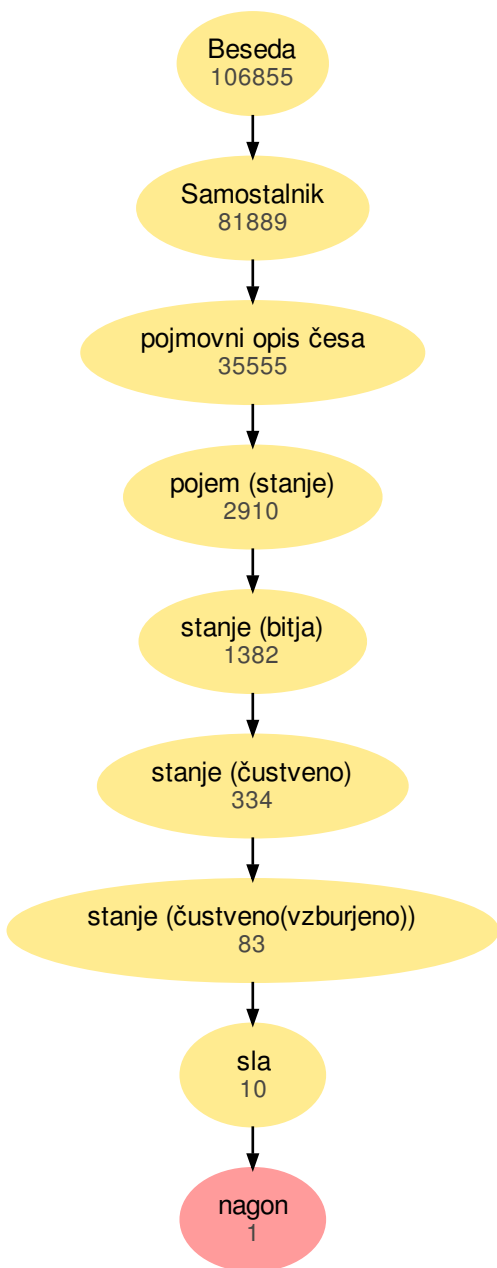 Beseda
106855
Samostalnik
81889
pojmovni opis česa
35555
pojem (stanje)
2910
stanje (bitja)
1382
stanje (čustveno)
334
stanje (čustveno(vzburjeno))
83
sla
10
nagon
1